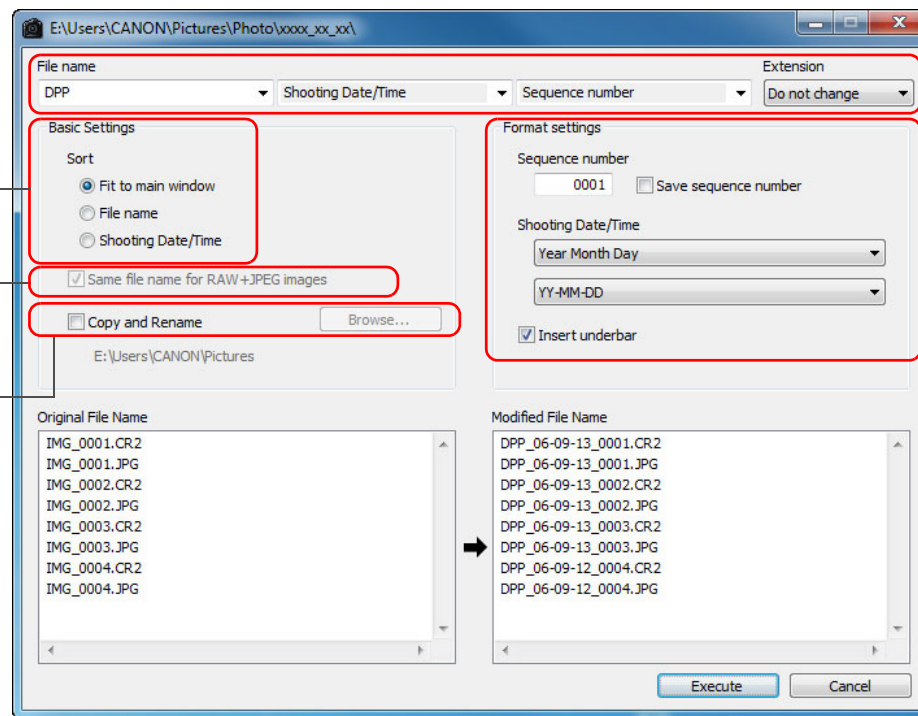 E:\Users\CANON\Pictures\Photo\xxxx_xx_xx\
File name
Extension
DPP
Shooting Date/Time
Sequence number
Do not change
Basic Settings
Sort
Fit to main window
File name
Shooting Date/Time
Same file name for RAW+JPEG images
Copy and Rename
Browse...
E:\Users\CANON\Pictures
Format settings
Sequence number
0001
Save sequence number
Shooting Date/Time
Year Month Day
YY-MM-DD
Insert underbar
Original File Name
IMG_0001.CR2
IMG_0001.JPG
IMG_0002.CR2
IMG_0002.JPG
IMG_0003.CR2
IMG_0003.JPG
IMG_0004.CR2
IMG_0004.JPG
Modified File Name
DPP_06-09-13_0001.CR2
DPP_06-09-13_0001.JPG
DPP_06-09-13_0002.CR2
DPP_06-09-13_0002.JPG
DPP_06-09-13_0003.CR2
DPP_06-09-13_0003.JPG
DPP_06-09-12_0004.CR2
DPP_06-09-12_0004.JPG
Execute
Cancel